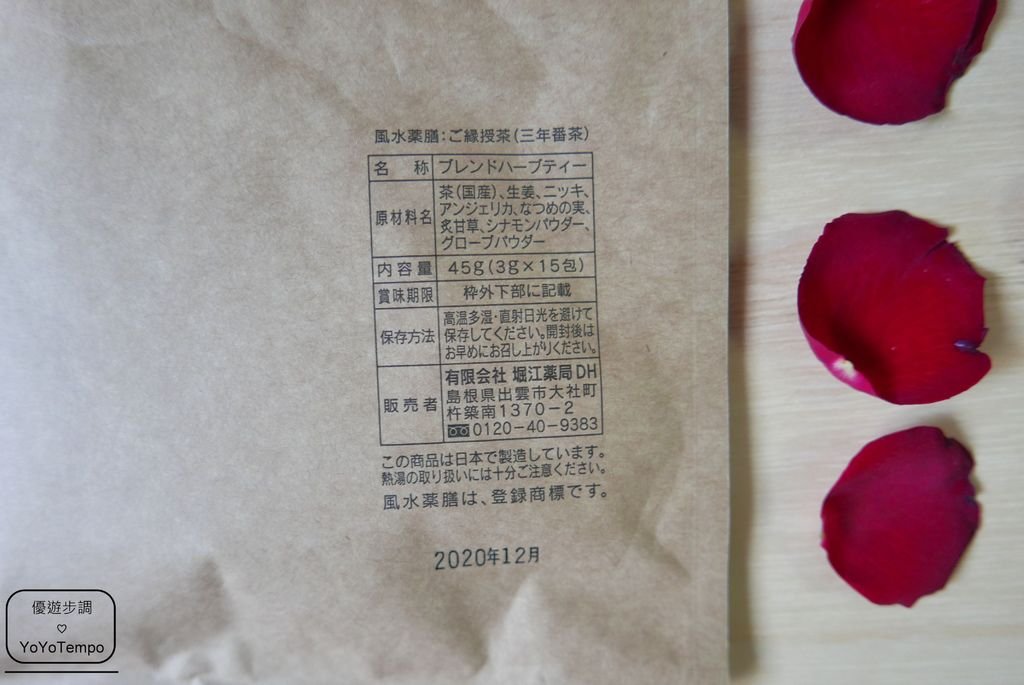 風水薬膳:ご縁授茶(三年番茶)
名 称 ブレンドハーブティー
原材料名 茶(国産)、生姜、ニッキ、
アンジェリカ、なつめの実、
炙甘草、シナモンパウダー、
グローブパウダー
内容量 45g(3g×15包)
賞味期限 枠外下部に記載
保存方法 高温多湿・直射日光を避けて
保存してください。開封後は
お早めにお召し上がりください。
販売者 有限会社 堀江薬局DH
島根県出雲市大社町
杵築南1370-2
0120-40-9383
この商品は日本で製造しています。
熱湯の取り扱いには十分ご注意ください。
風水薬膳は、登録商標です。
2020年12月
優遊步調
♡
YoYoTempo